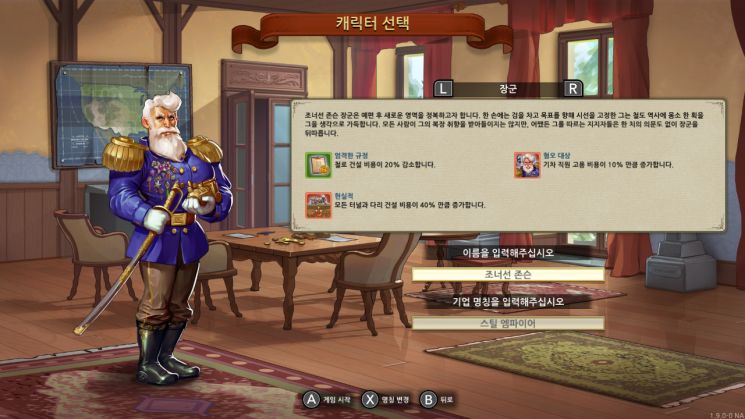 캐릭터 선택
L 장군 R
조너선 존슨 장군은 예편 후 새로운 영역을 정복하고자 합니다. 한 손에는 검을 차고 목표를 향해 시선을 고정한 그는 철도 역사에 웅소 한 획을
그을 생각으로 가득합니다. 모든 사람이 그의 복장 취향을 받아들이지는 않지만, 어쨌든 그를 따르는 지지자들은 한 치의 의문도 없이 장군을
뒤따릅니다.
엄격한 규정
철로 건설 비용이 20% 감소합니다.
혐오 대상
기차 직원 고용 비용이 10% 만큼 증가합니다.
현실적
모든 터널과 다리 건설 비용이 40% 만큼 증가합니다.
이름을 입력해주십시오
조너선 존슨
기업 명칭을 입력해주십시오
스틸 엠파이어
A 게임 시작 X 명칭 변경 B 뒤로
1.9.0-0 NA